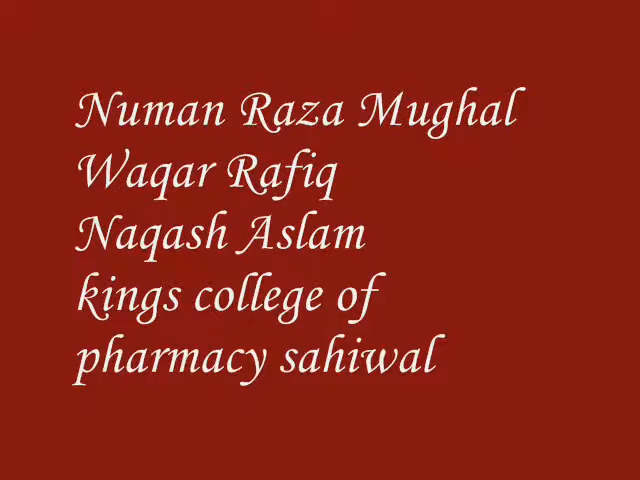 Numan Raza Mughal
Waqar Rafiq
Naqash Aslam
kings college of
pharmacy sahiwal